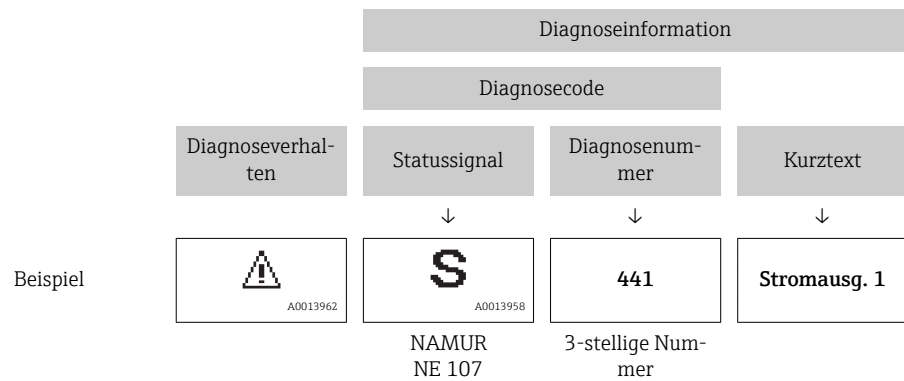 Diagnoseinformation
Diagnosecode
Diagnoseverhal-
ten
Statussignal
Diagnosenum-
mer
Kurztext
↓ ↓ ↓
Beispiel
A0013962
S
A0013958
441
Stromausg. 1
NAMUR
NE 107
3-stellige Num-
mer